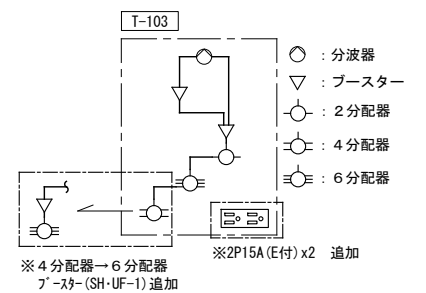 T-103
：分波器
：ブースター
：２分配器
：４分配器
：６分配器
※2P15A(E付)x2　追加
※４分配器→６分配器
ﾌﾞｰｽﾀｰ(SH･UF-1)追加